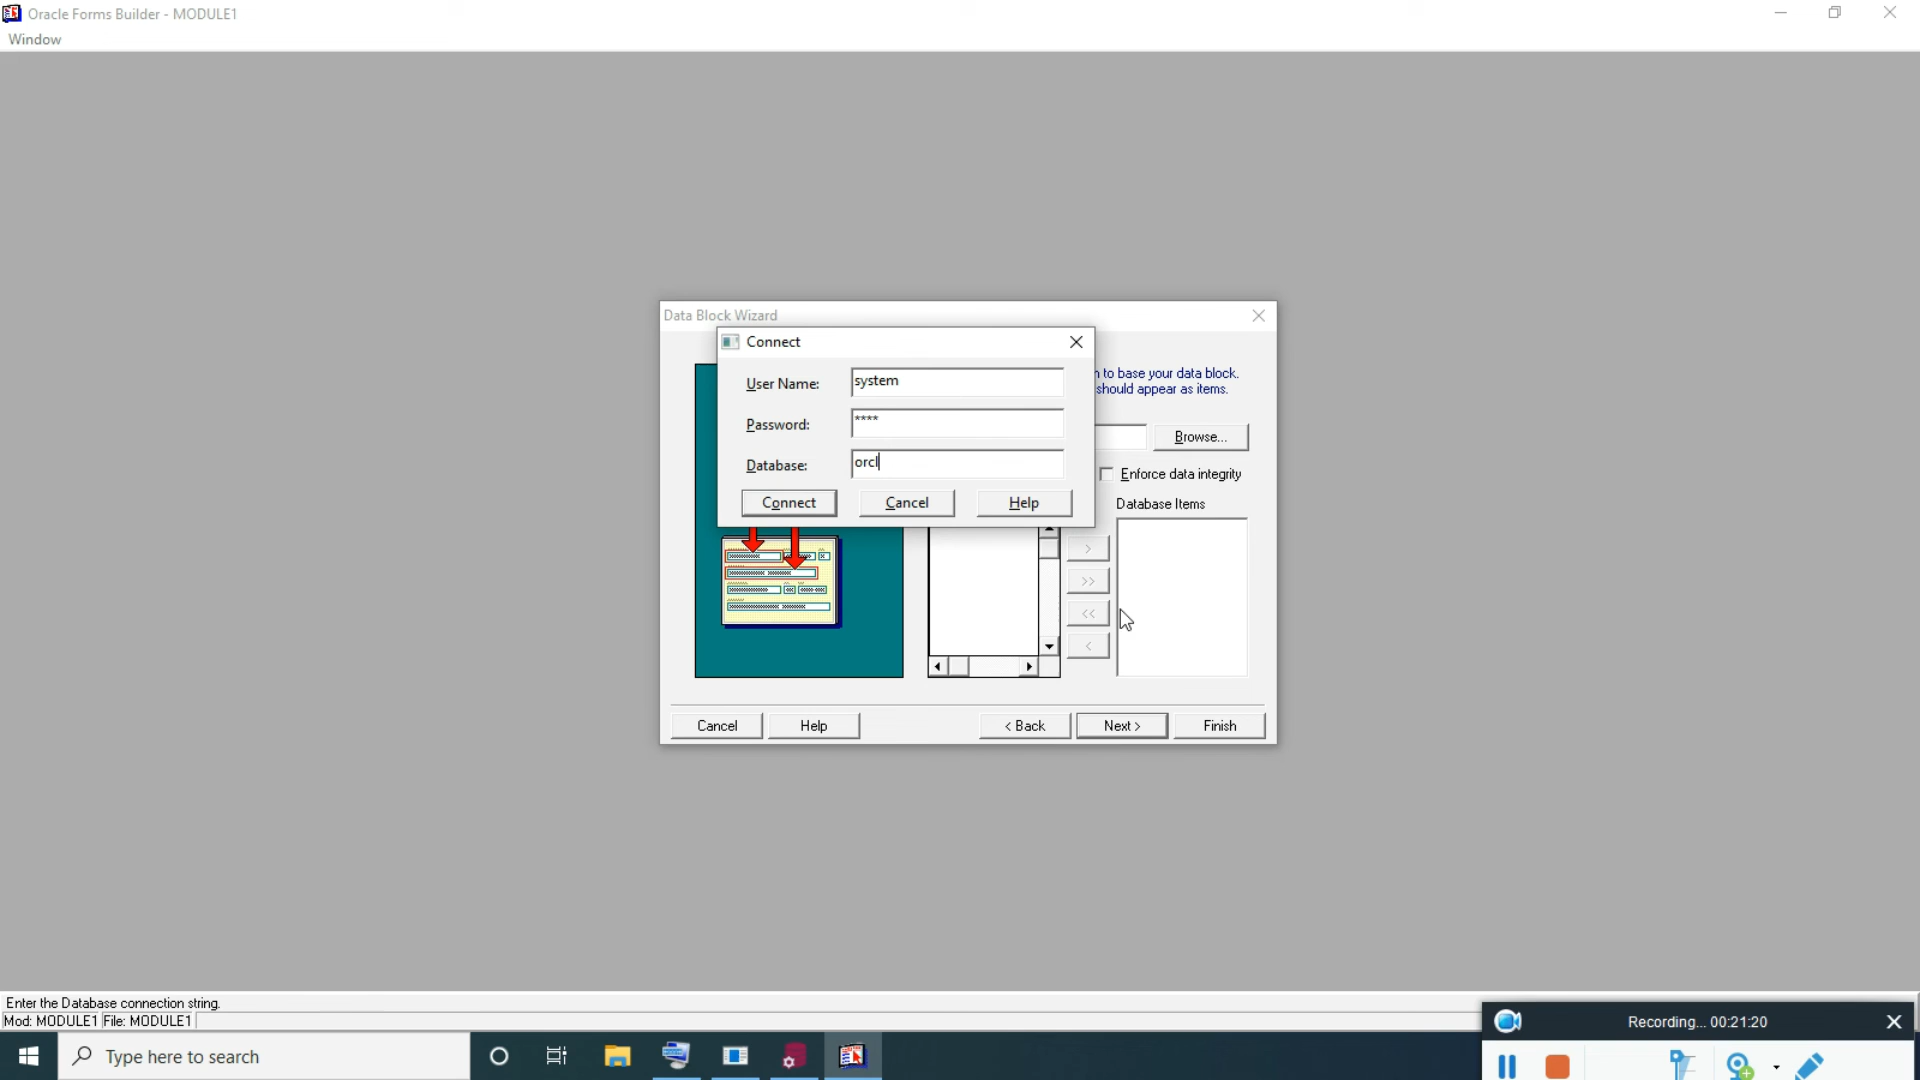 Oracle Forms Builder - MODULE1
Window
Data Block Wizard
Connect
n to base your data block.
should appear as items.
User Name: system
Password: ****
Browse...
Database: orcl
Enforce data integrity
Connect Cancel Help
Database Items
>
>>
<<
<
Cancel Help < Back Next > Finish
Enter the Database connection string.
Mod: MODULE1 File: MODULE1
Recording... 00:21:20
Type here to search